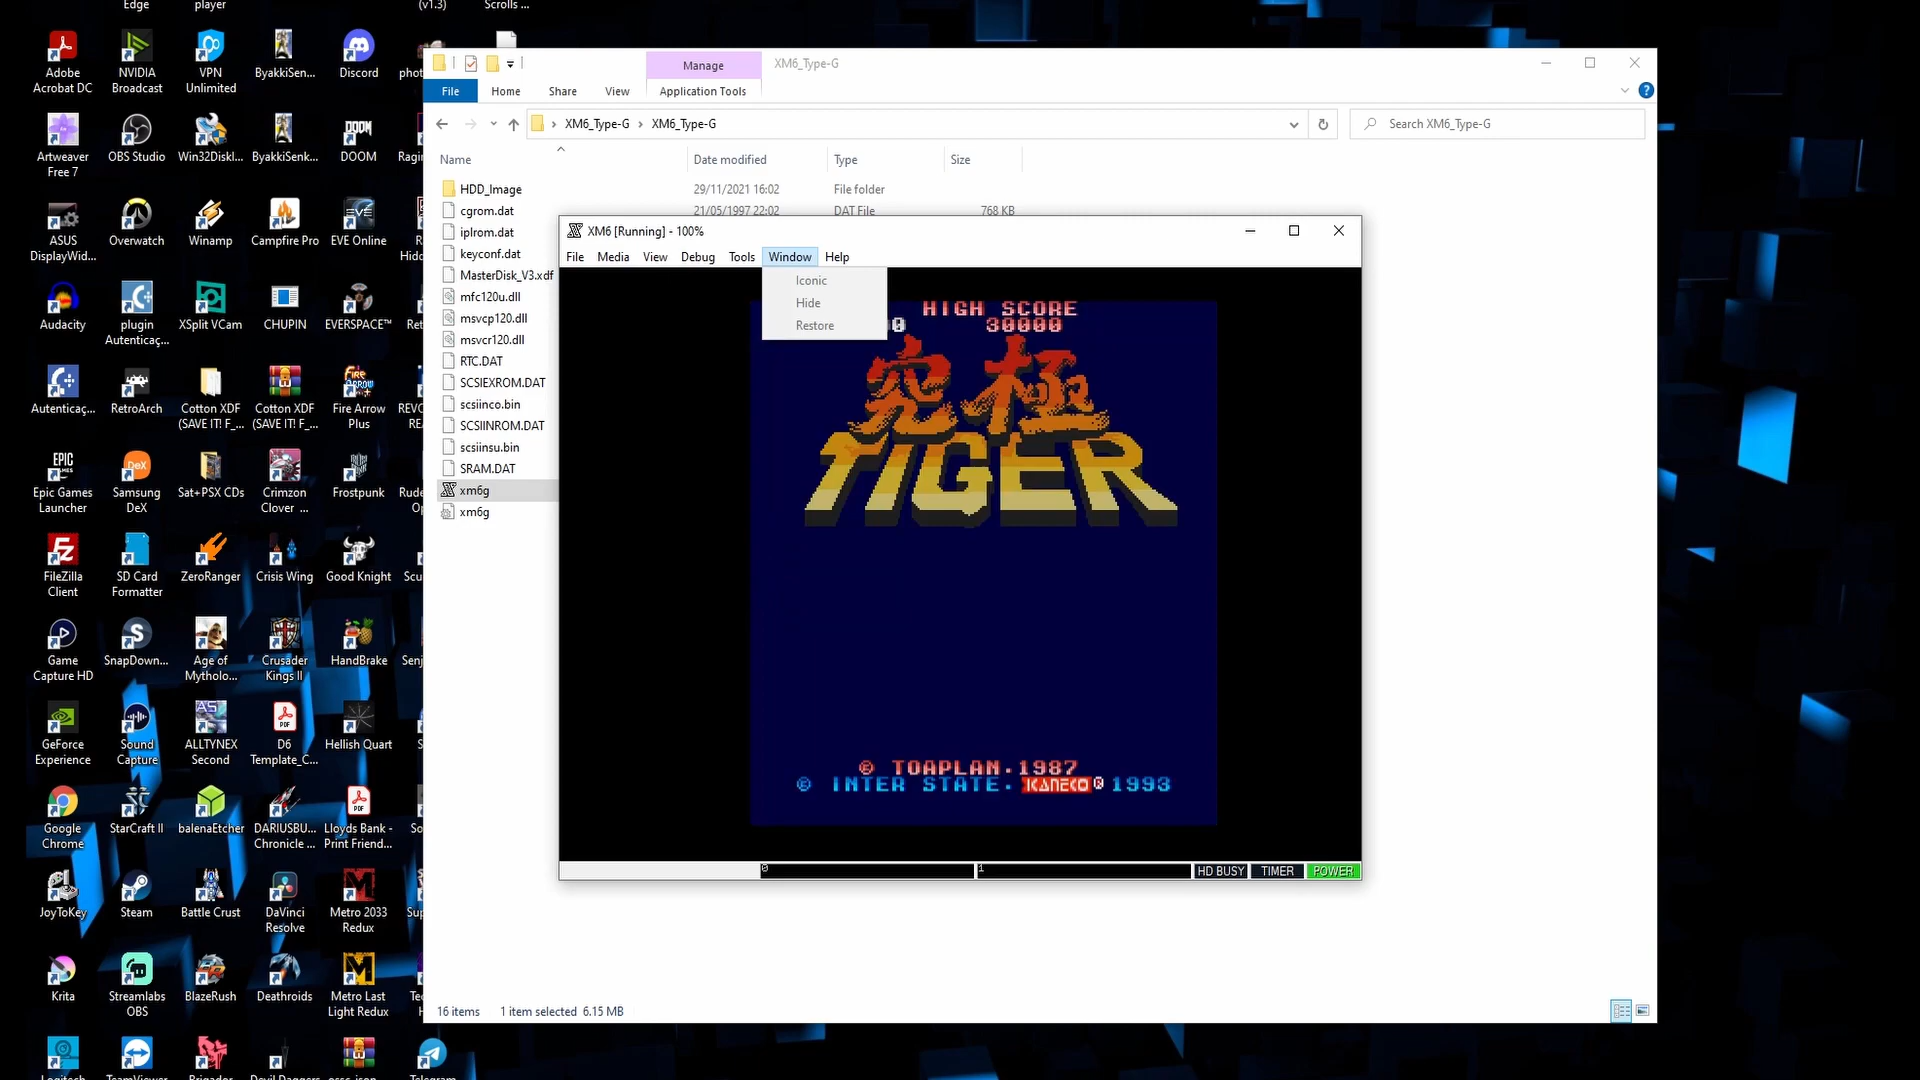 Edge
player
(v1.3)
Scrolls ...
Adobe
Acrobat DC
NVIDIA
Broadcast
VPN
Unlimited
ByakkiSen...
Discord
Artweaver
Free 7
OBS Studio
Win32DiskI...
ByakkiSenk...
DOOM
ASUS
DisplayWid...
Overwatch
Winamp
Campfire Pro
EVE Online
Audacity
plugin
Autenticaç...
XSplit VCam
CHUPIN
EVERSPACE™
Autenticaç...
RetroArch
Cotton XDF
(SAVE IT! F_...
Cotton XDF
(SAVE IT! F_...
Fire Arrow
Plus
Epic Games
Launcher
Samsung
DeX
Sat+PSX CDs
Crimzon
Clover ...
Frostpunk
FileZilla
Client
SD Card
Formatter
ZeroRanger
Crisis Wing
Good Knight
Game
Capture HD
SnapDown...
Age of
Mytholo...
Crusader
Kings II
HandBrake
GeForce
Experience
Sound
Capture
ALLTYNEX
Second
D6
Template_C...
Hellish Quart
Google
Chrome
StarCraft II
balenaEtcher
DARIUSBU...
Chronicle ...
Lloyds Bank -
Print Friend...
JoyToKey
Steam
Battle Crust
DaVinci
Resolve
Metro 2033
Redux
Krita
Streamlabs
OBS
BlazeRush
Deathroids
Metro Last
Light Redux
Manage
XM6_Type-G
File
Home
Share
View
Application Tools
XM6_Type-G › XM6_Type-G
Search XM6_Type-G
Name
Date modified
Type
Size
HDD_Image
29/11/2021 16:02
File folder
cgrom.dat
21/05/1997 22:02
DAT File
768 KB
iplrom.dat
keyconf.dat
MasterDisk_V3.xdf
mfc120u.dll
msvcp120.dll
msvcr120.dll
RTC.DAT
SCSIEXROM.DAT
scsiinco.bin
SCSIINROM.DAT
scsiinsu.bin
SRAM.DAT
xm6g
xm6g
16 items
1 item selected 6.15 MB
XM6 [Running] - 100%
File
Media
View
Debug
Tools
Window
Help
Iconic
Hide
Restore
HIGH SCORE
30000
究極
TIGER
© TOAPLAN.1987
© INTER STATE. KANEKO® 1993
0
1
HD BUSY
TIMER
POWER